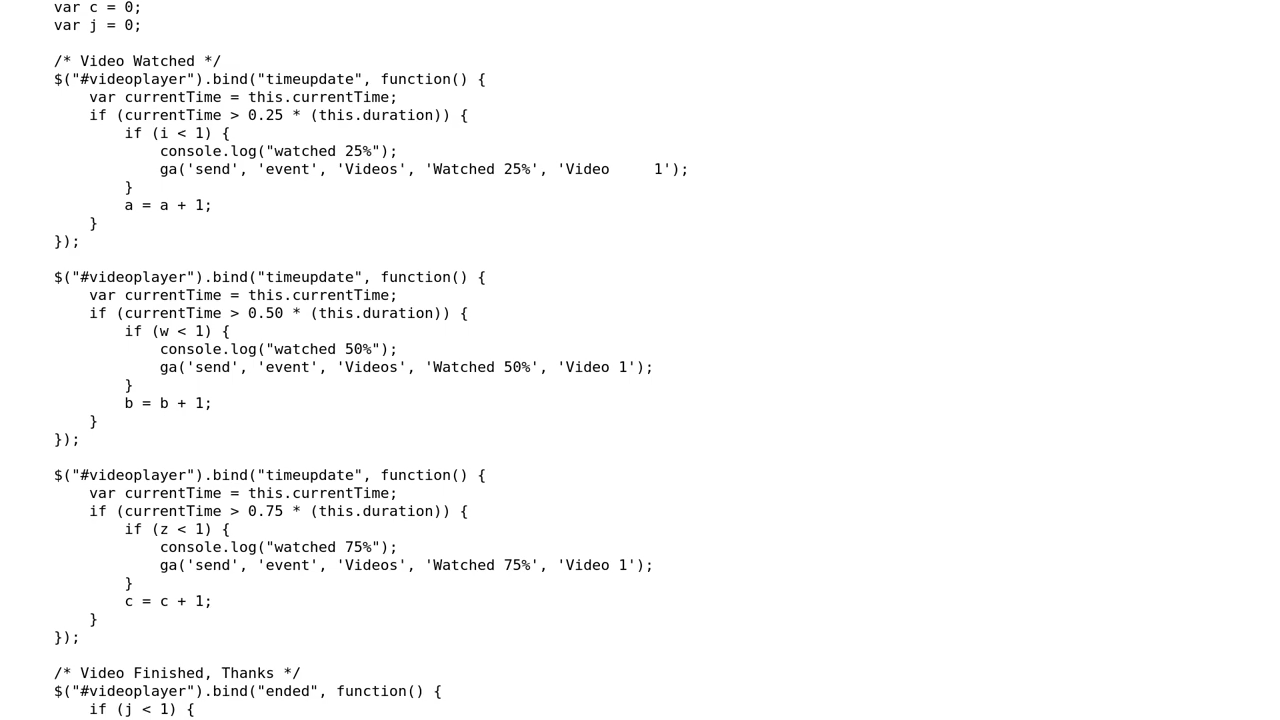 var c = 0;
var j = 0;

/* Video Watched */
$("#videoplayer").bind("timeupdate", function() {
    var currentTime = this.currentTime;
    if (currentTime > 0.25 * (this.duration)) {
        if (i < 1) {
            console.log("watched 25%");
            ga('send', 'event', 'Videos', 'Watched 25%', 'Video     1');
        }
        a = a + 1;
    }
});

$("#videoplayer").bind("timeupdate", function() {
    var currentTime = this.currentTime;
    if (currentTime > 0.50 * (this.duration)) {
        if (w < 1) {
            console.log("watched 50%");
            ga('send', 'event', 'Videos', 'Watched 50%', 'Video 1');
        }
        b = b + 1;
    }
});

$("#videoplayer").bind("timeupdate", function() {
    var currentTime = this.currentTime;
    if (currentTime > 0.75 * (this.duration)) {
        if (z < 1) {
            console.log("watched 75%");
            ga('send', 'event', 'Videos', 'Watched 75%', 'Video 1');
        }
        c = c + 1;
    }
});

/* Video Finished, Thanks */
$("#videoplayer").bind("ended", function() {
    if (j < 1) {